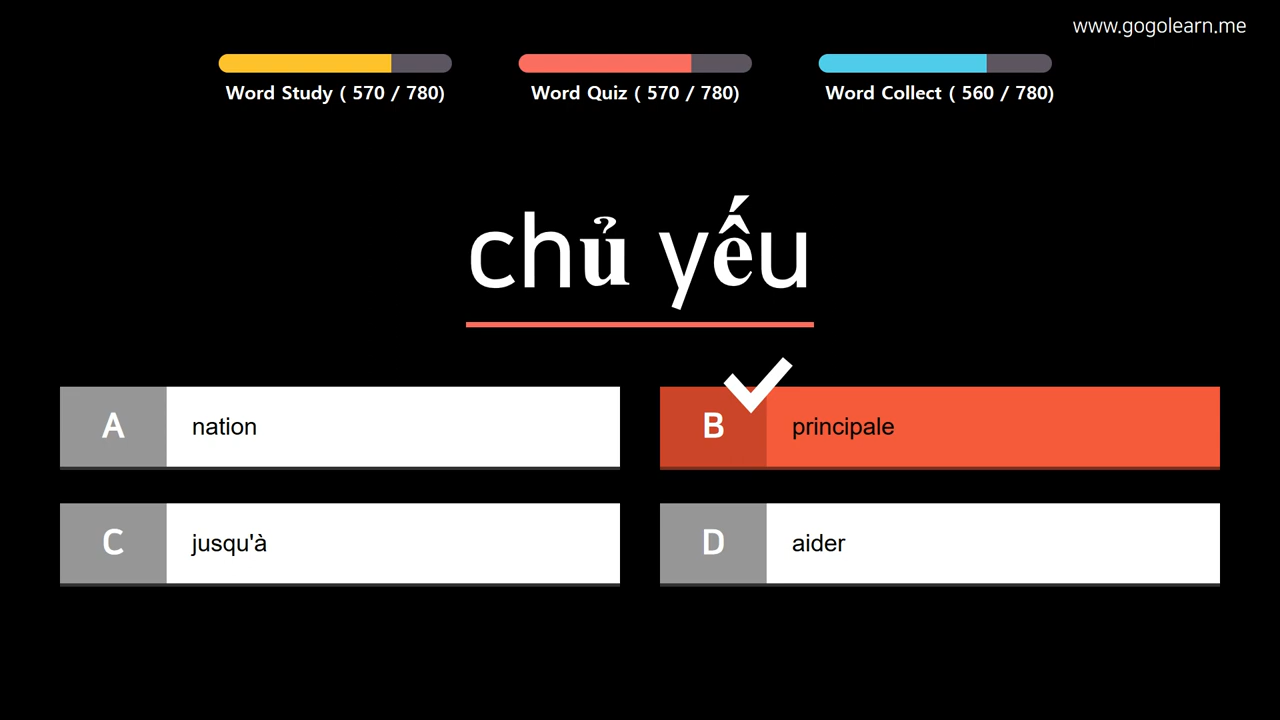 www.gogolearn.me
Word Study ( 570 / 780)
Word Quiz ( 570 / 780)
Word Collect ( 560 / 780)
chủ yếu
A nation
B principale
C jusqu'à
D aider